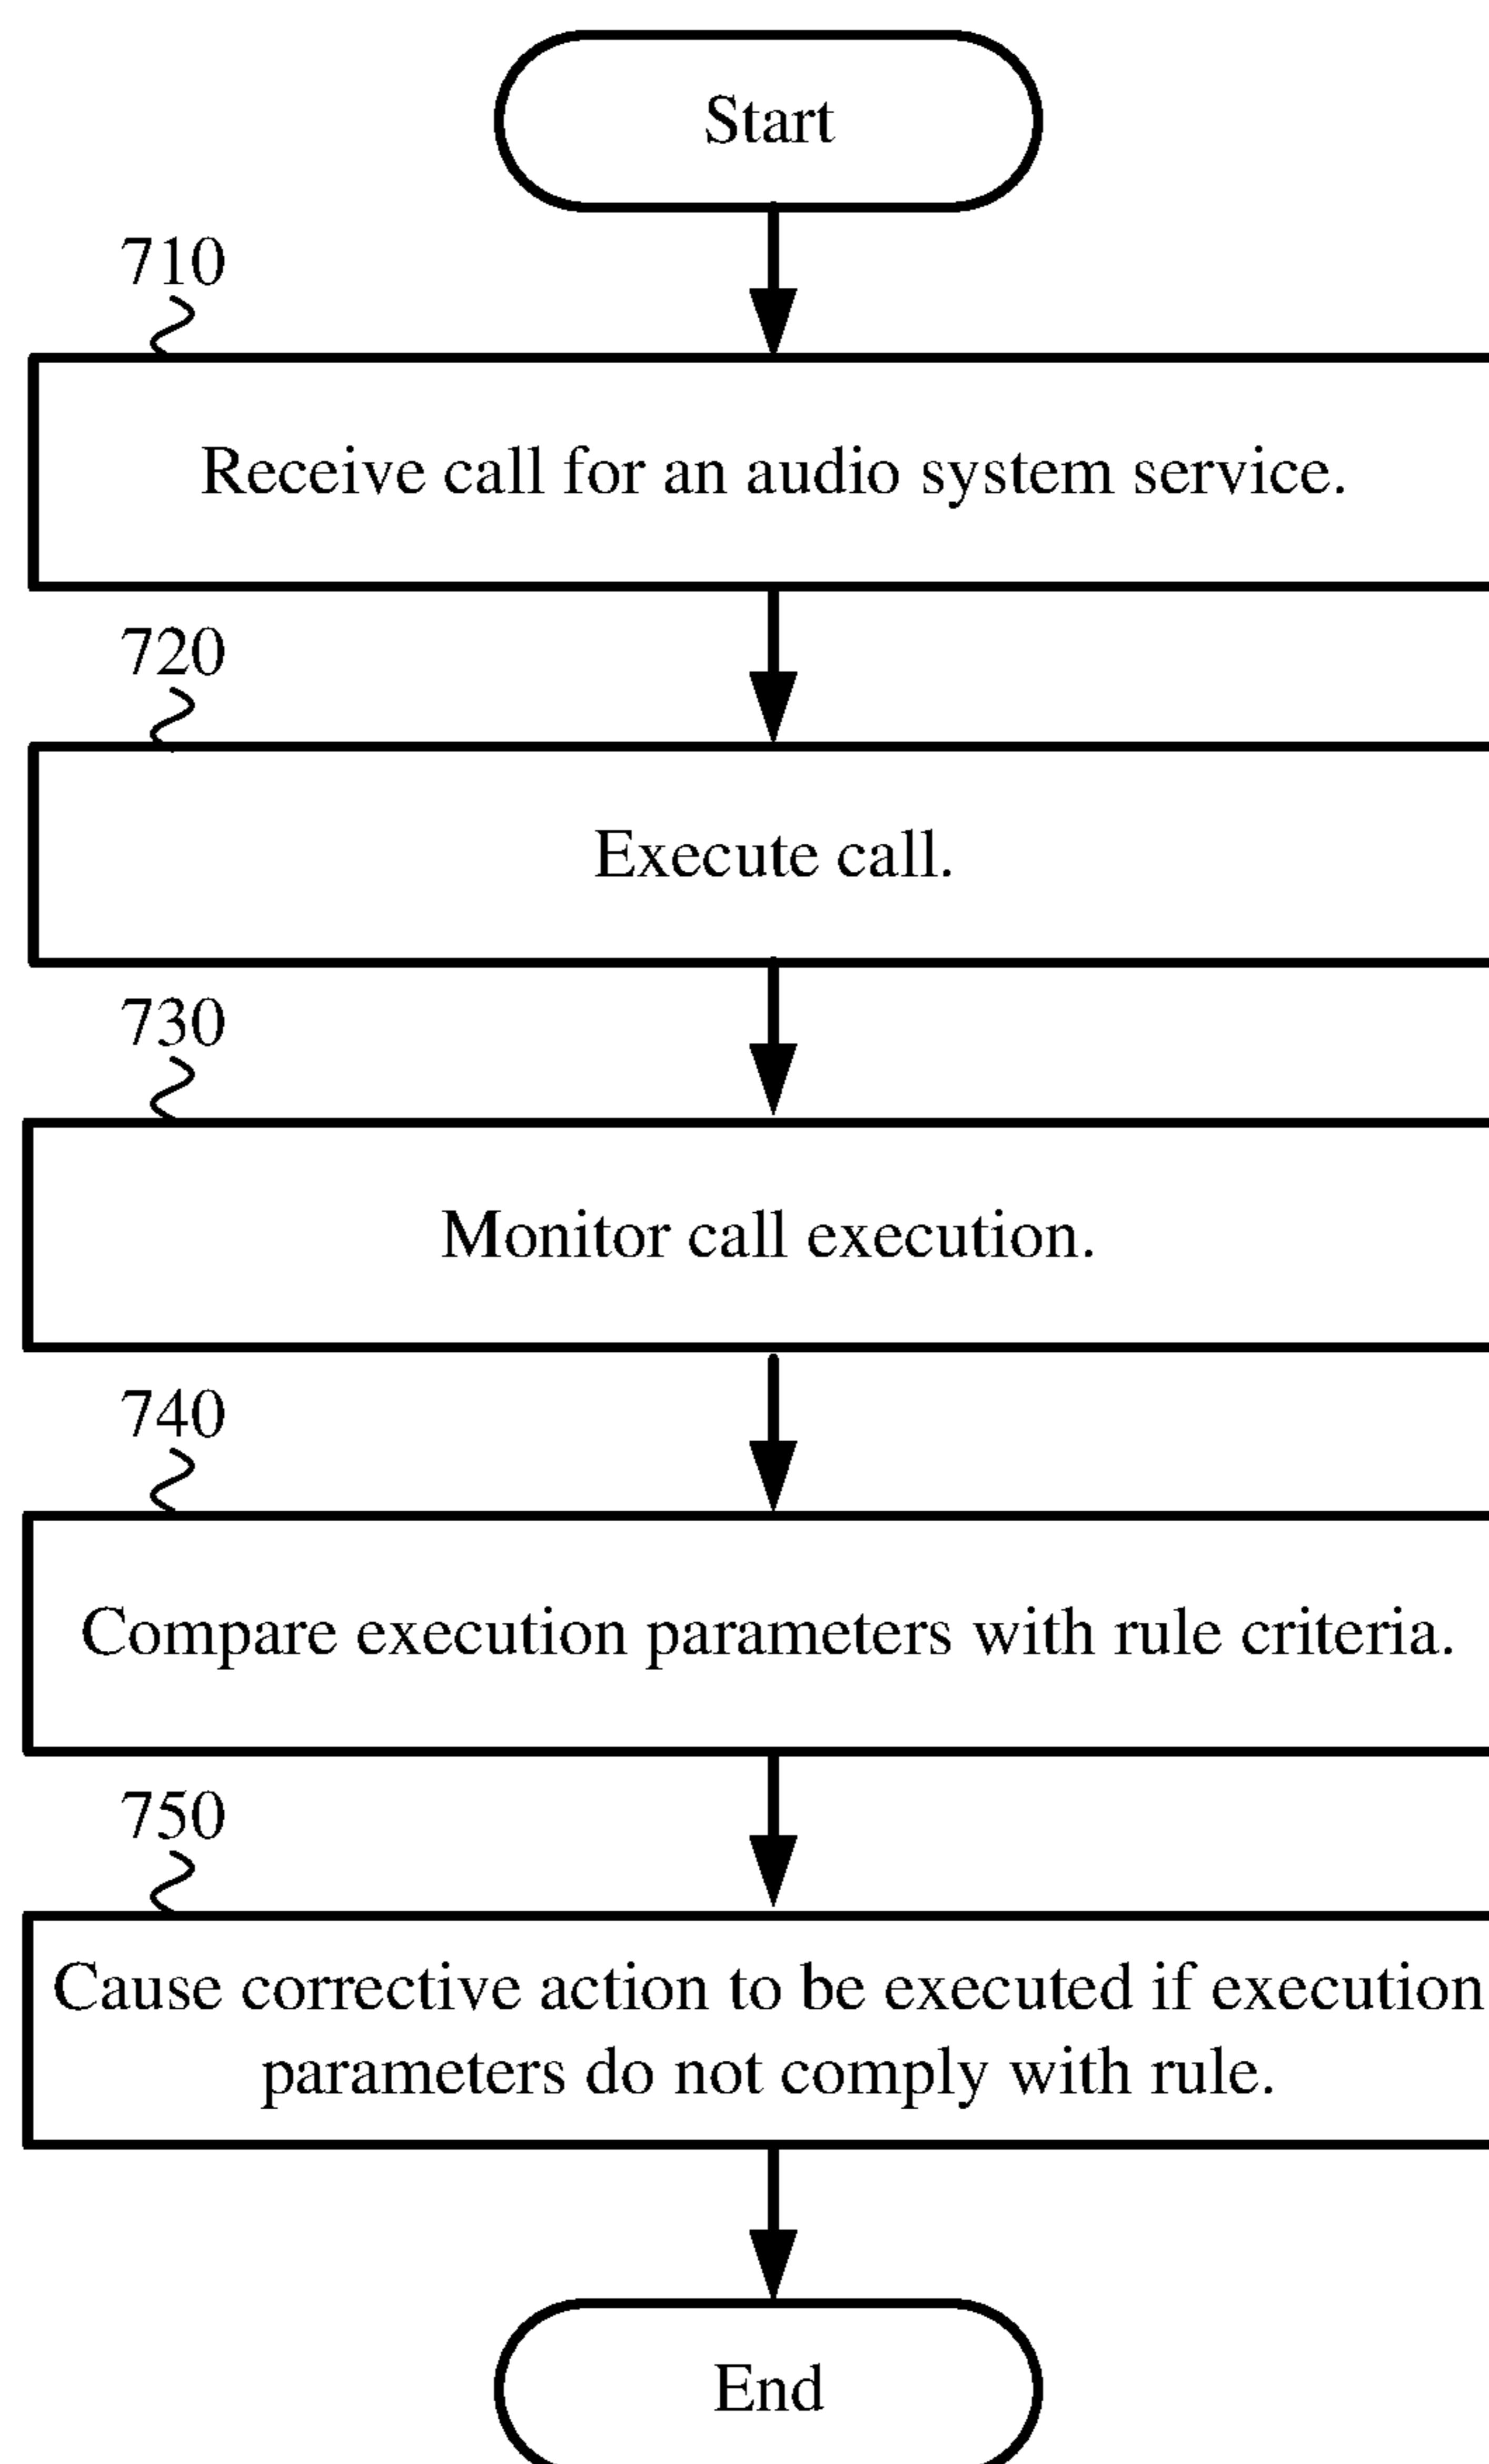 Start
710
Receive call for an audio system service.
720
Execute call.
730
Monitor call execution.
740
Compare execution parameters with rule criteria.
750
Cause corrective action to be executed if execution
parameters do not comply with rule.
End